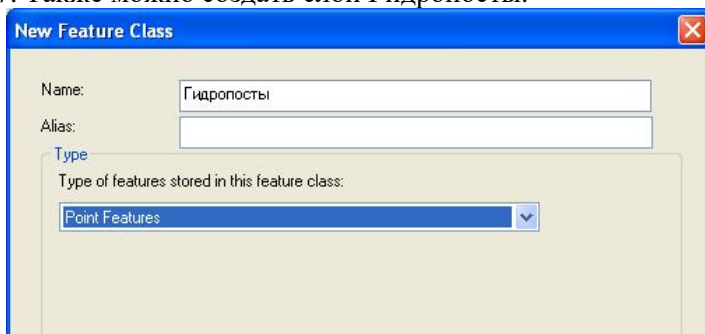 Также можно создать слой Гидропосты.
New Feature Class
Name:
Гидропосты
Alias:
Type
Type of features stored in this feature class:
Point Features